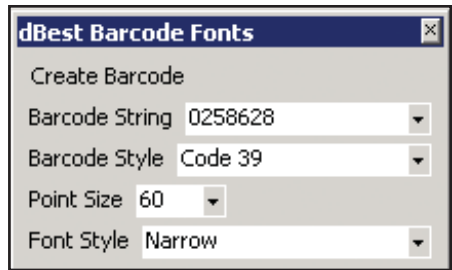 dBest Barcode Fonts
Create Barcode
Barcode String 0258628
Barcode Style Code 39
Point Size 60
Font Style Narrow